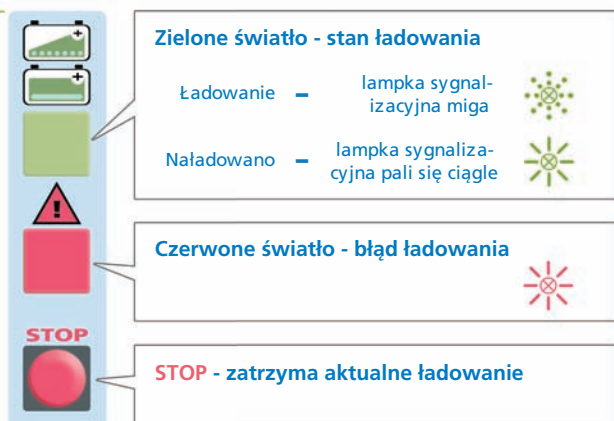 Zielone światło - stan ładowania
Ładowanie – lampka sygnal-
izacyjna miga
Naładowano – lampka sygnaliza-
cyjna pali się ciągle
!
Czerwone światło - błąd ładowania
STOP
STOP - zatrzyma aktualne ładowanie